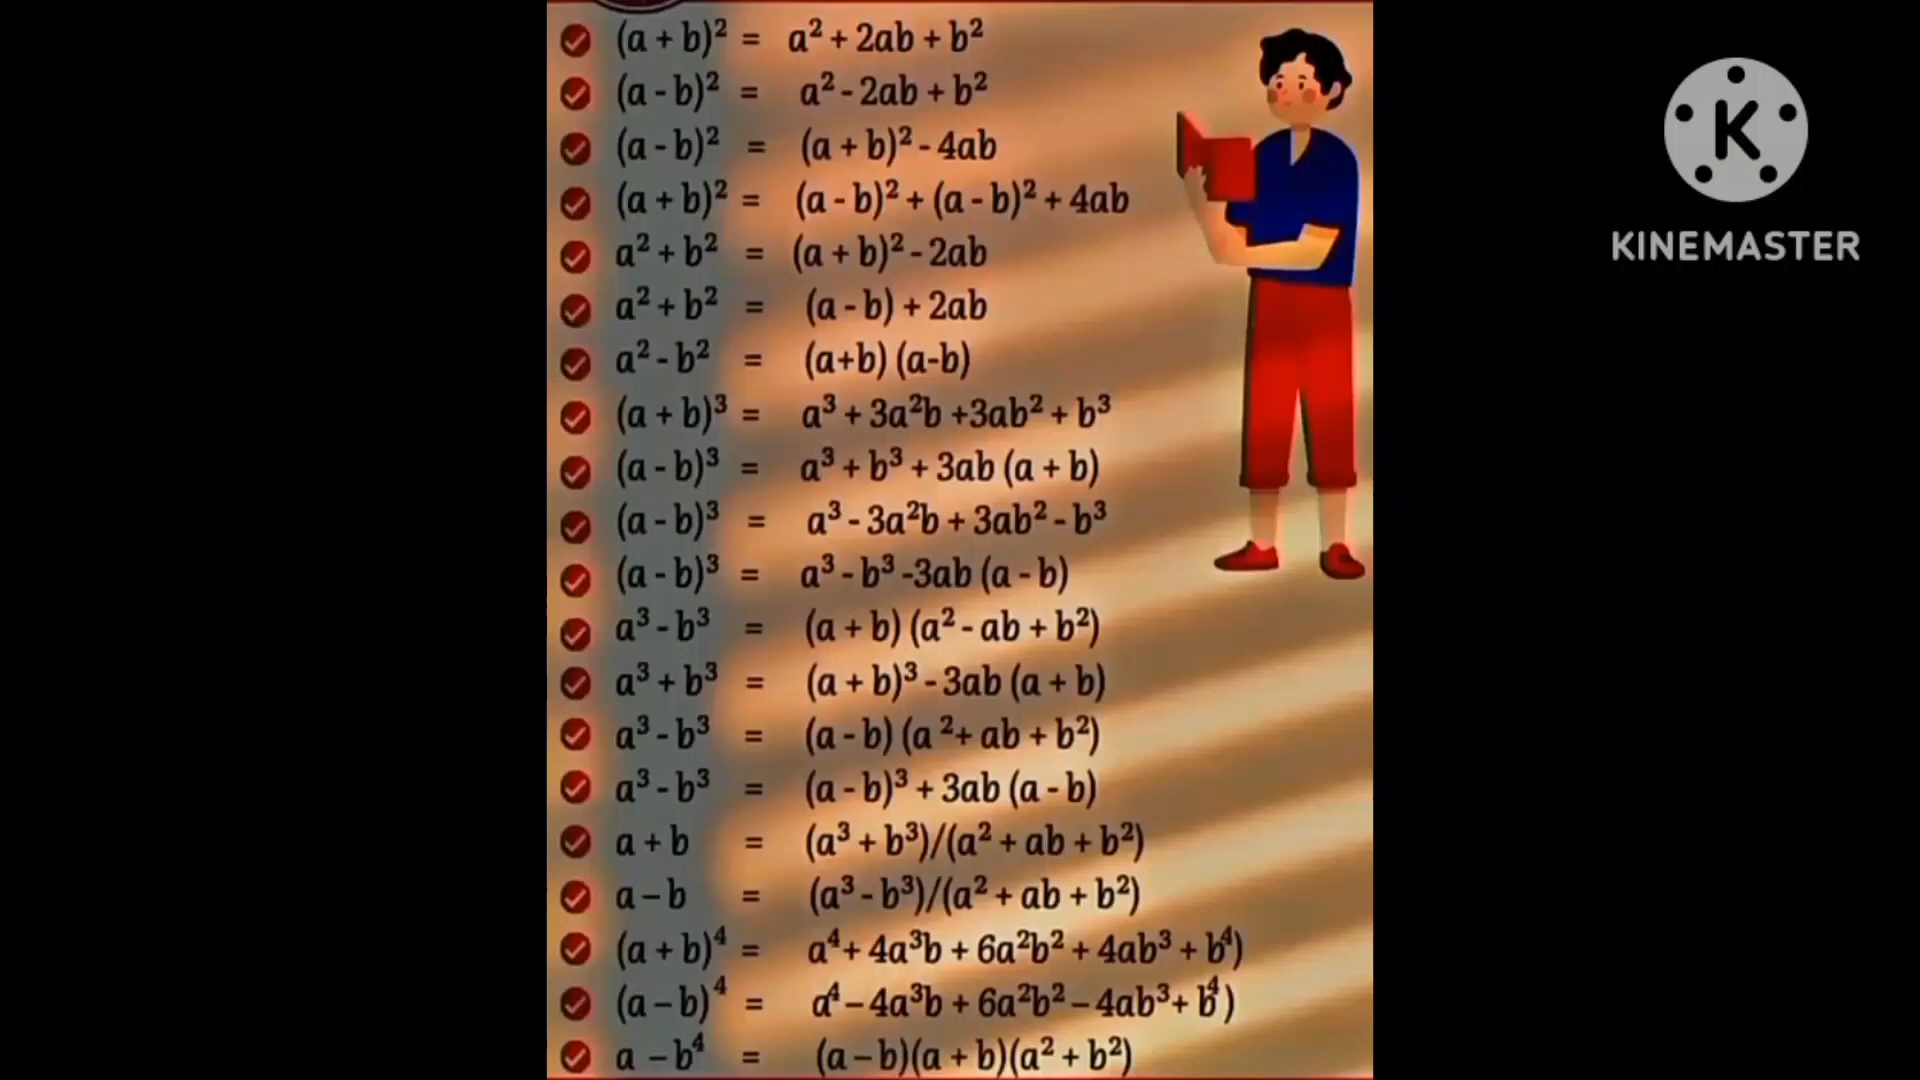 (a + b)² = a² + 2ab + b²
(a - b)² = a² - 2ab + b²
(a - b)² = (a + b)² - 4ab
(a + b)² = (a - b)² + (a - b)² + 4ab
a² + b² = (a + b)² - 2ab
a² + b² = (a - b) + 2ab
a² - b² = (a+b) (a-b)
(a + b)³ = a³ + 3a²b +3ab² + b³
(a - b)³ = a³ + b³ + 3ab (a + b)
(a - b)³ = a³ - 3a²b + 3ab² - b³
(a - b)³ = a³ - b³ -3ab (a - b)
a³ - b³ = (a + b) (a² - ab + b²)
a³ + b³ = (a + b)³ - 3ab (a + b)
a³ - b³ = (a - b) (a ²+ ab + b²)
a³ - b³ = (a - b)³ + 3ab (a - b)
a + b = (a³ + b³)/(a² + ab + b²)
a – b = (a³ - b³)/(a² + ab + b²)
(a + b)⁴ = a⁴+ 4a³b + 6a²b² + 4ab³ + b⁴)
(a – b)⁴ = a⁴ – 4a³b + 6a²b² – 4ab³+ b⁴ )
a – b⁴ = (a – b)(a + b)(a² + b²)
K
KINEMASTER